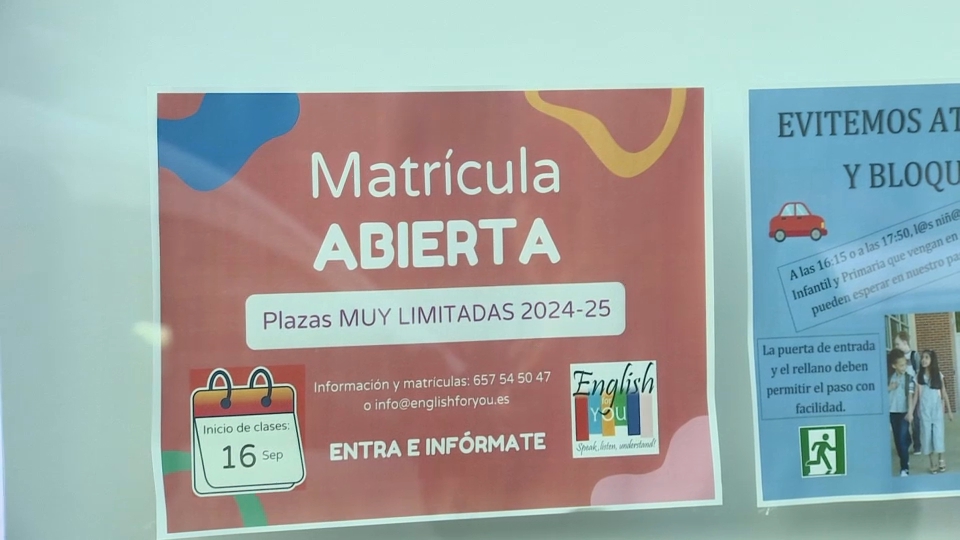 Matrícula
ABIERTA
Plazas MUY LIMITADAS 2024-25
Información y matrículas: 657 54 50 47
o info@englishforyou.es
ENTRA E INFÓRMATE
Inicio de clases:
16 Sep
English
for
YOU
Speak, listen, understand!
EVITEMOS AT
Y BLOQU
A las 16:15 o a las 17:50, l@s niñ@
Infantil y Primaria que vengan en
pueden esperar en nuestro pa
La puerta de entrada
y el rellano deben
permitir el paso con
facilidad.